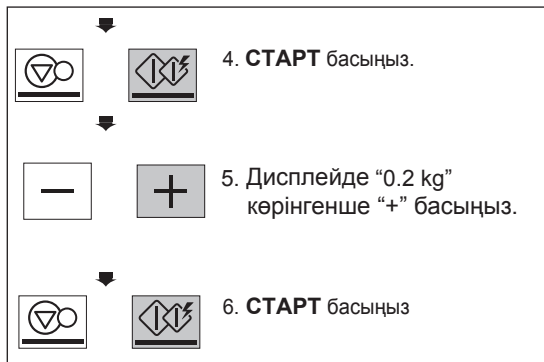 4. СТАРТ басыңыз.
5. Дисплейде “0.2 kg”
көрінгенше “+” басыңыз.
6. СТАРТ басыңыз